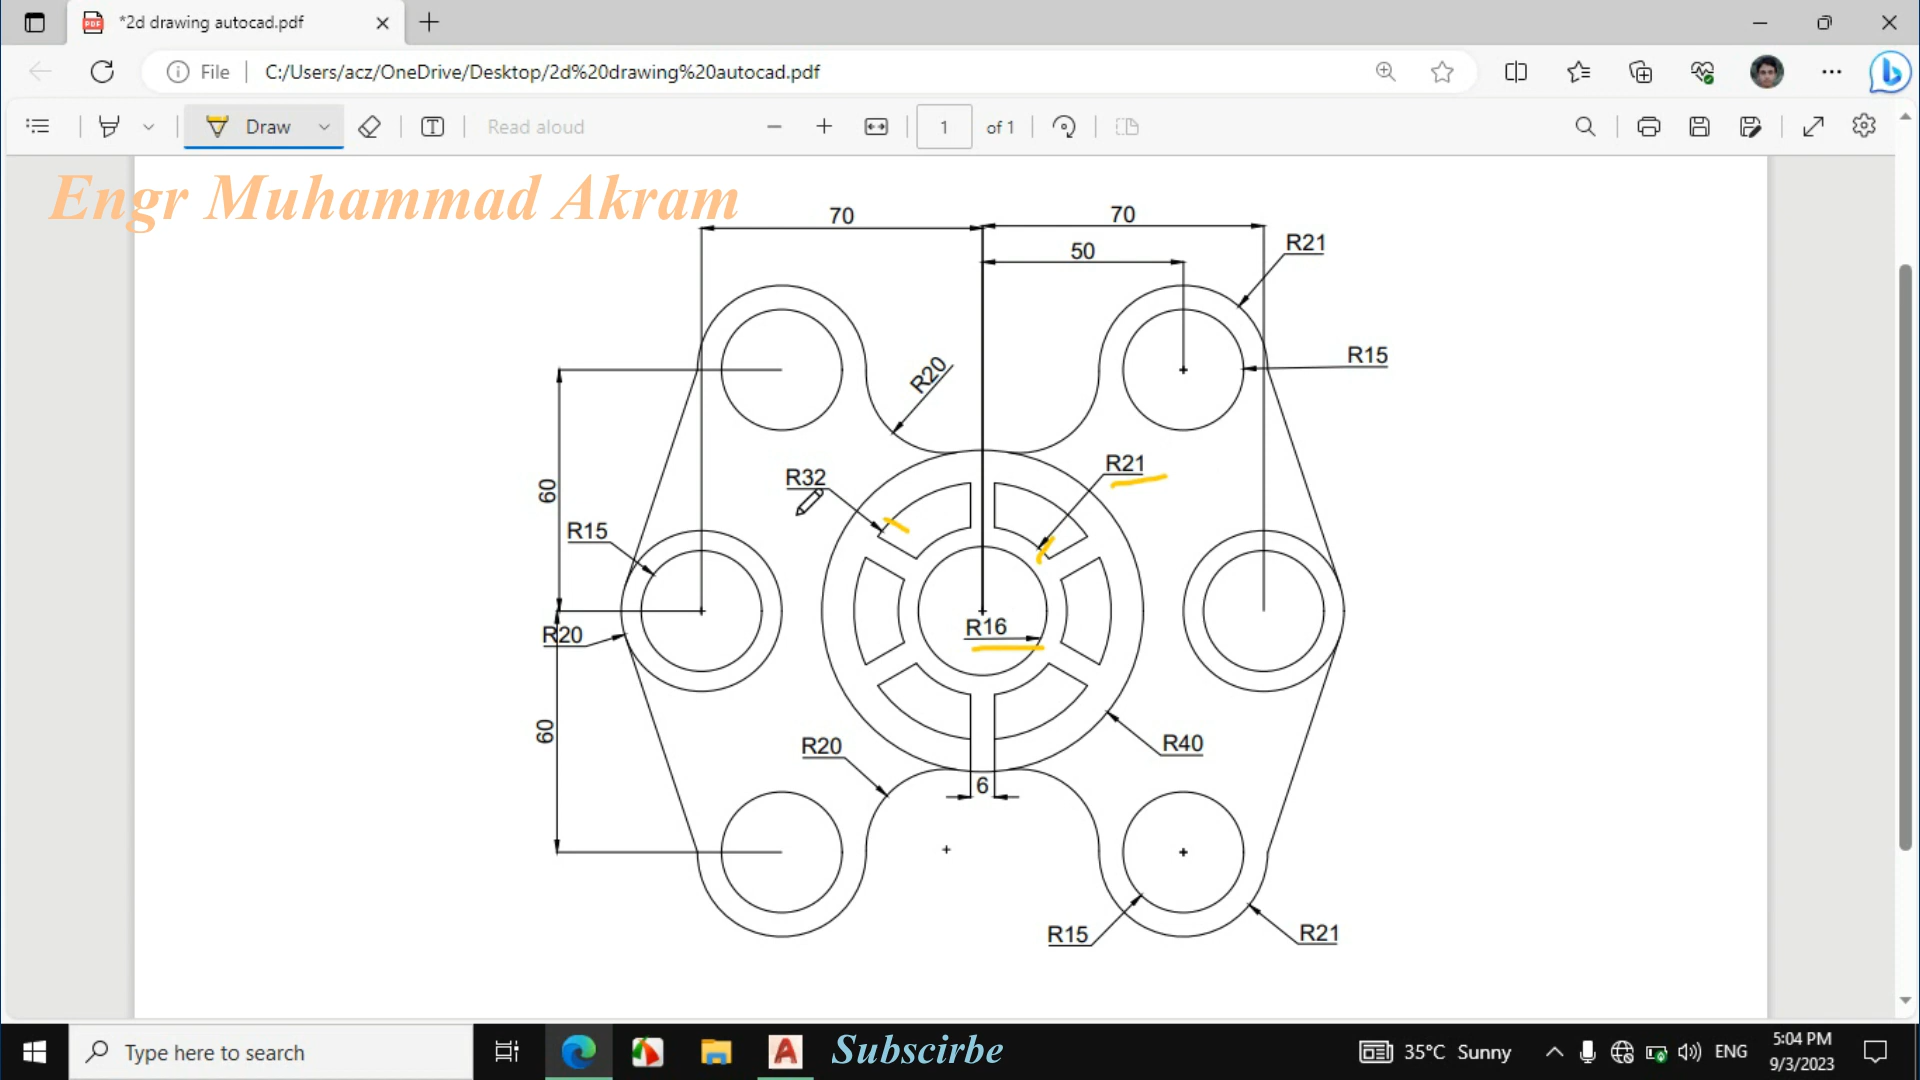 *2d drawing autocad.pdf
File
C:/Users/acz/OneDrive/Desktop/2d%20drawing%20autocad.pdf
Draw
T
Read aloud
1
of 1
Engr Muhammad Akram
70
70
50
R21
R15
R20
60
R32
R21
R15
R16
R20
60
R20
R40
6
R15
R21
Type here to search
Subscirbe
35°C Sunny
ENG
5:04 PM
9/3/2023